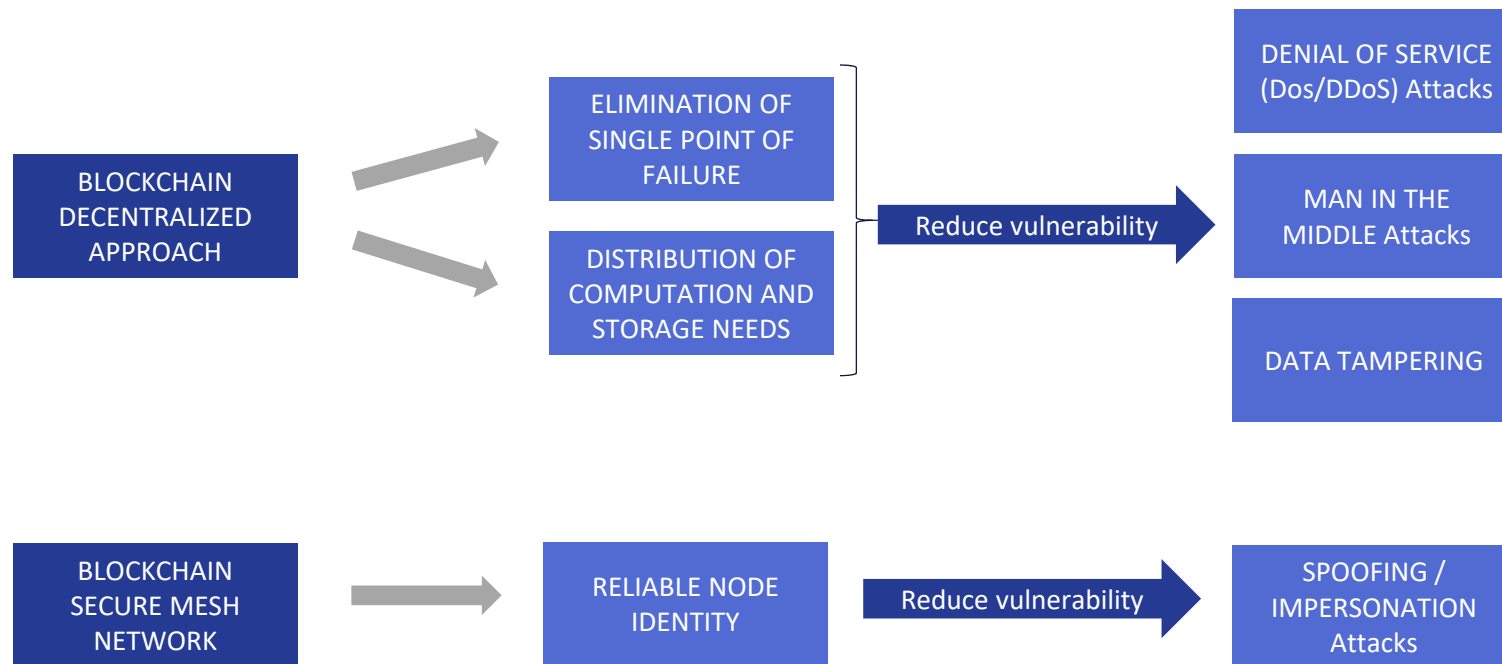 BLOCKCHAIN
DECENTRALIZED
APPROACH
ELIMINATION OF
SINGLE POINT OF
FAILURE
DISTRIBUTION OF
COMPUTATION AND
STORAGE NEEDS
Reduce vulnerability
DENIAL OF SERVICE
(Dos/DDoS) Attacks
MAN IN THE
MIDDLE Attacks
DATA TAMPERING
BLOCKCHAIN
SECURE MESH
NETWORK
RELIABLE NODE
IDENTITY
Reduce vulnerability
SPOOFING /
IMPERSONATION
Attacks